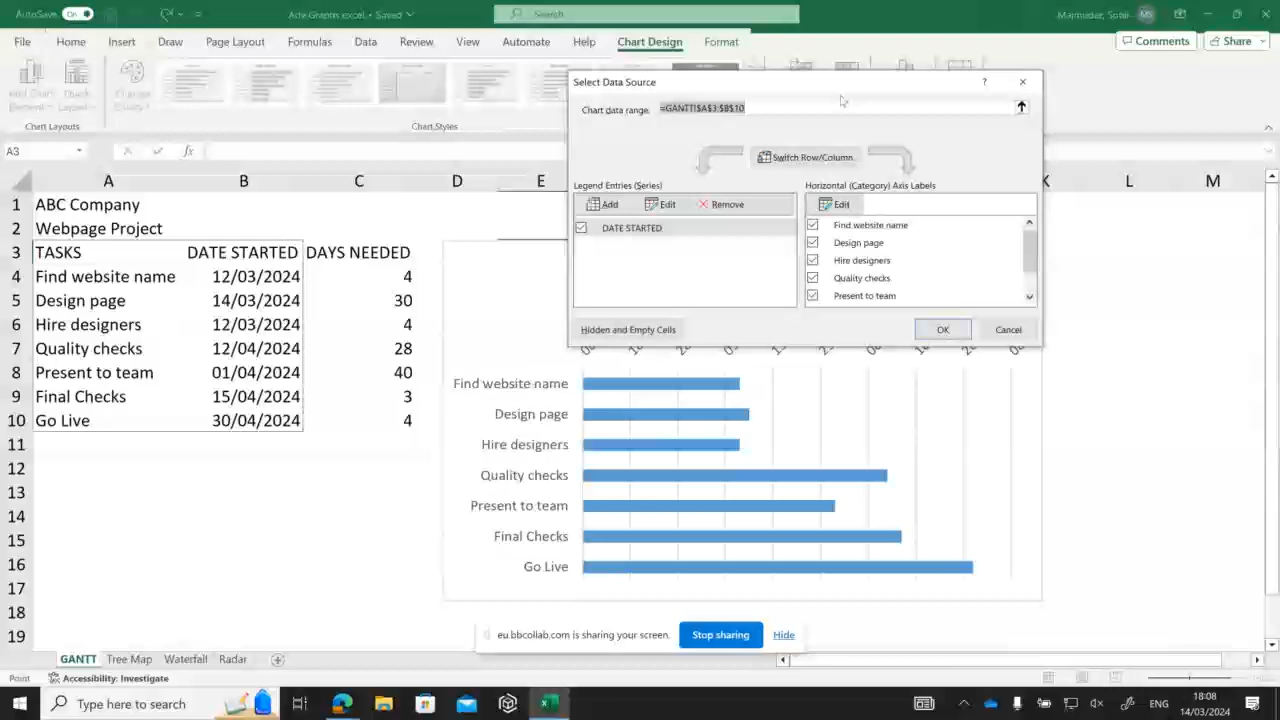 AutoSave On Adv-Graphs Excel.xlsx • Saved Search Mainuddar, Sohil MS
File Home Insert Draw Page Layout Formulas Data Review View Automate Help Chart Design Format Comments Share
Chart Layouts Chart Styles
A3 fx
A B C D E K L M
1 ABC Company
2 Webpage Project
3 TASKS DATE STARTED DAYS NEEDED
4 Find website name 12/03/2024 4
5 Design page 14/03/2024 30
6 Hire designers 12/03/2024 4
7 Quality checks 12/04/2024 28
8 Present to team 01/04/2024 40
9 Final Checks 15/04/2024 3
10 Go Live 30/04/2024 4
11
12
13
14
15
16
17
18
19
Select Data Source ?
Chart data range: =GANTT!$A$3:$B$10
Switch Row/Column
Legend Entries (Series)
Add Edit Remove
DATE STARTED
Horizontal (Category) Axis Labels
Edit
Find website name
Design page
Hire designers
Quality checks
Present to team
Hidden and Empty Cells OK Cancel
Find website name
Design page
Hire designers
Quality checks
Present to team
Final Checks
Go Live
eu.bbcollab.com is sharing your screen. Stop sharing Hide
GANTT Tree Map Waterfall Radar
Point Accessibility: Investigate
Type here to search ENG 18:08
14/03/2024